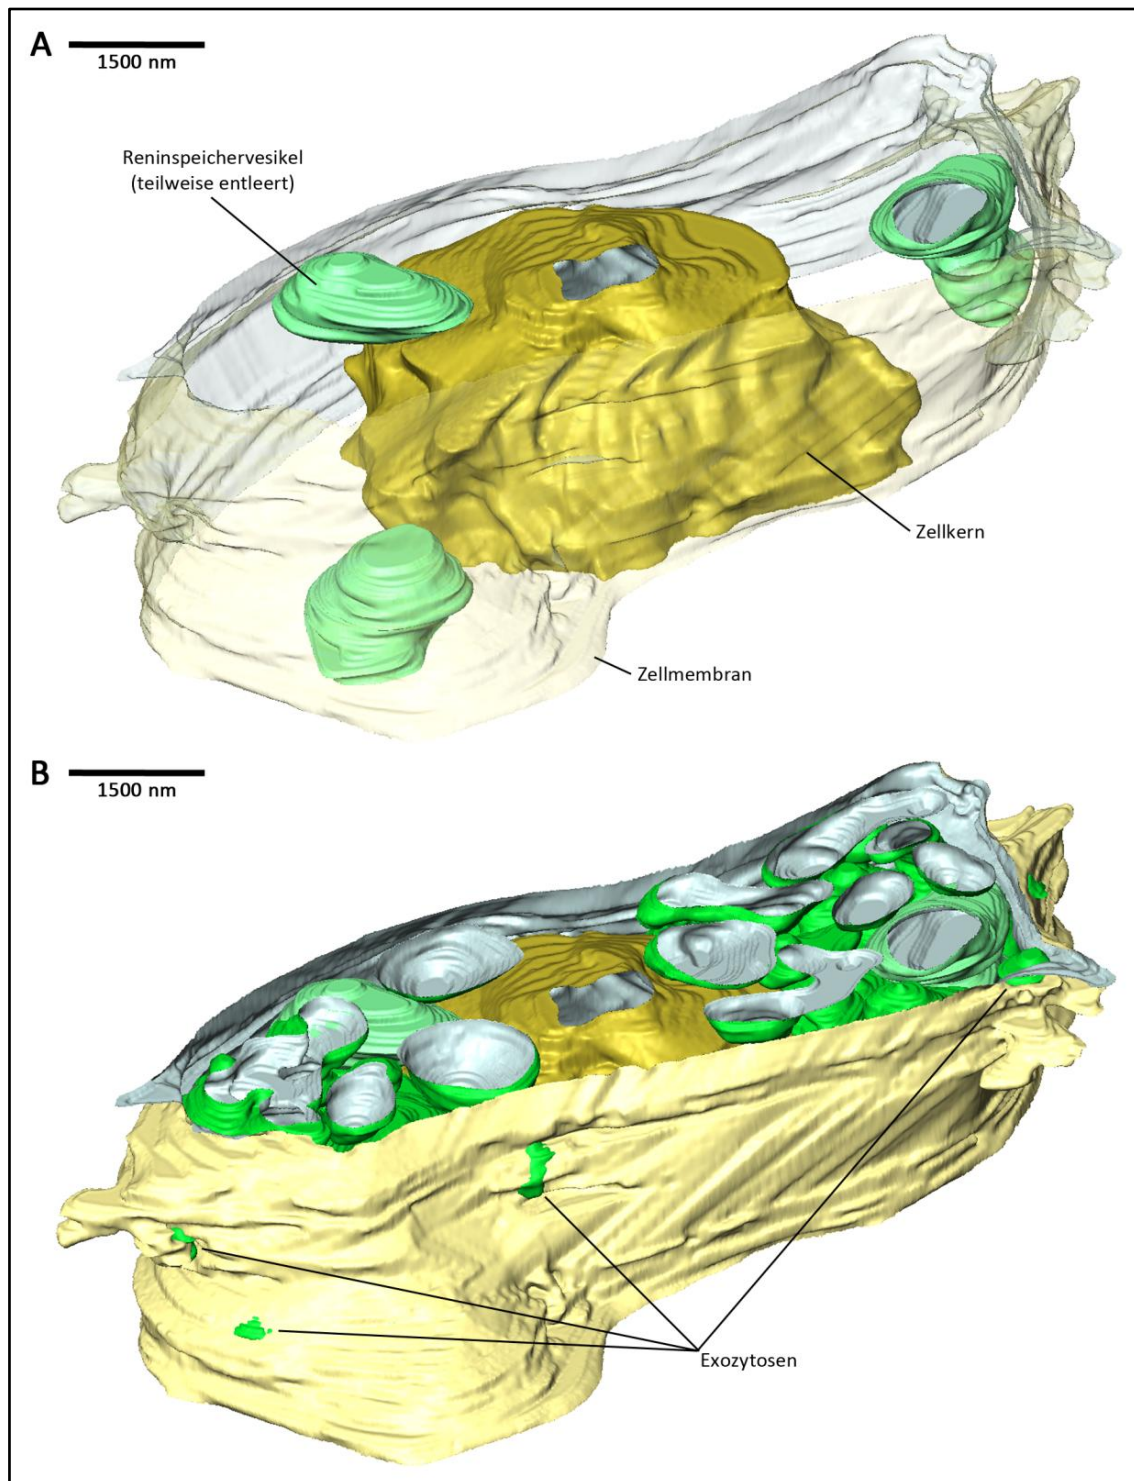 A
1500 nm
Reninspeichervesikel
(teilweise entleert)
Zellkern
Zellmembran
B
1500 nm
Exozytosen